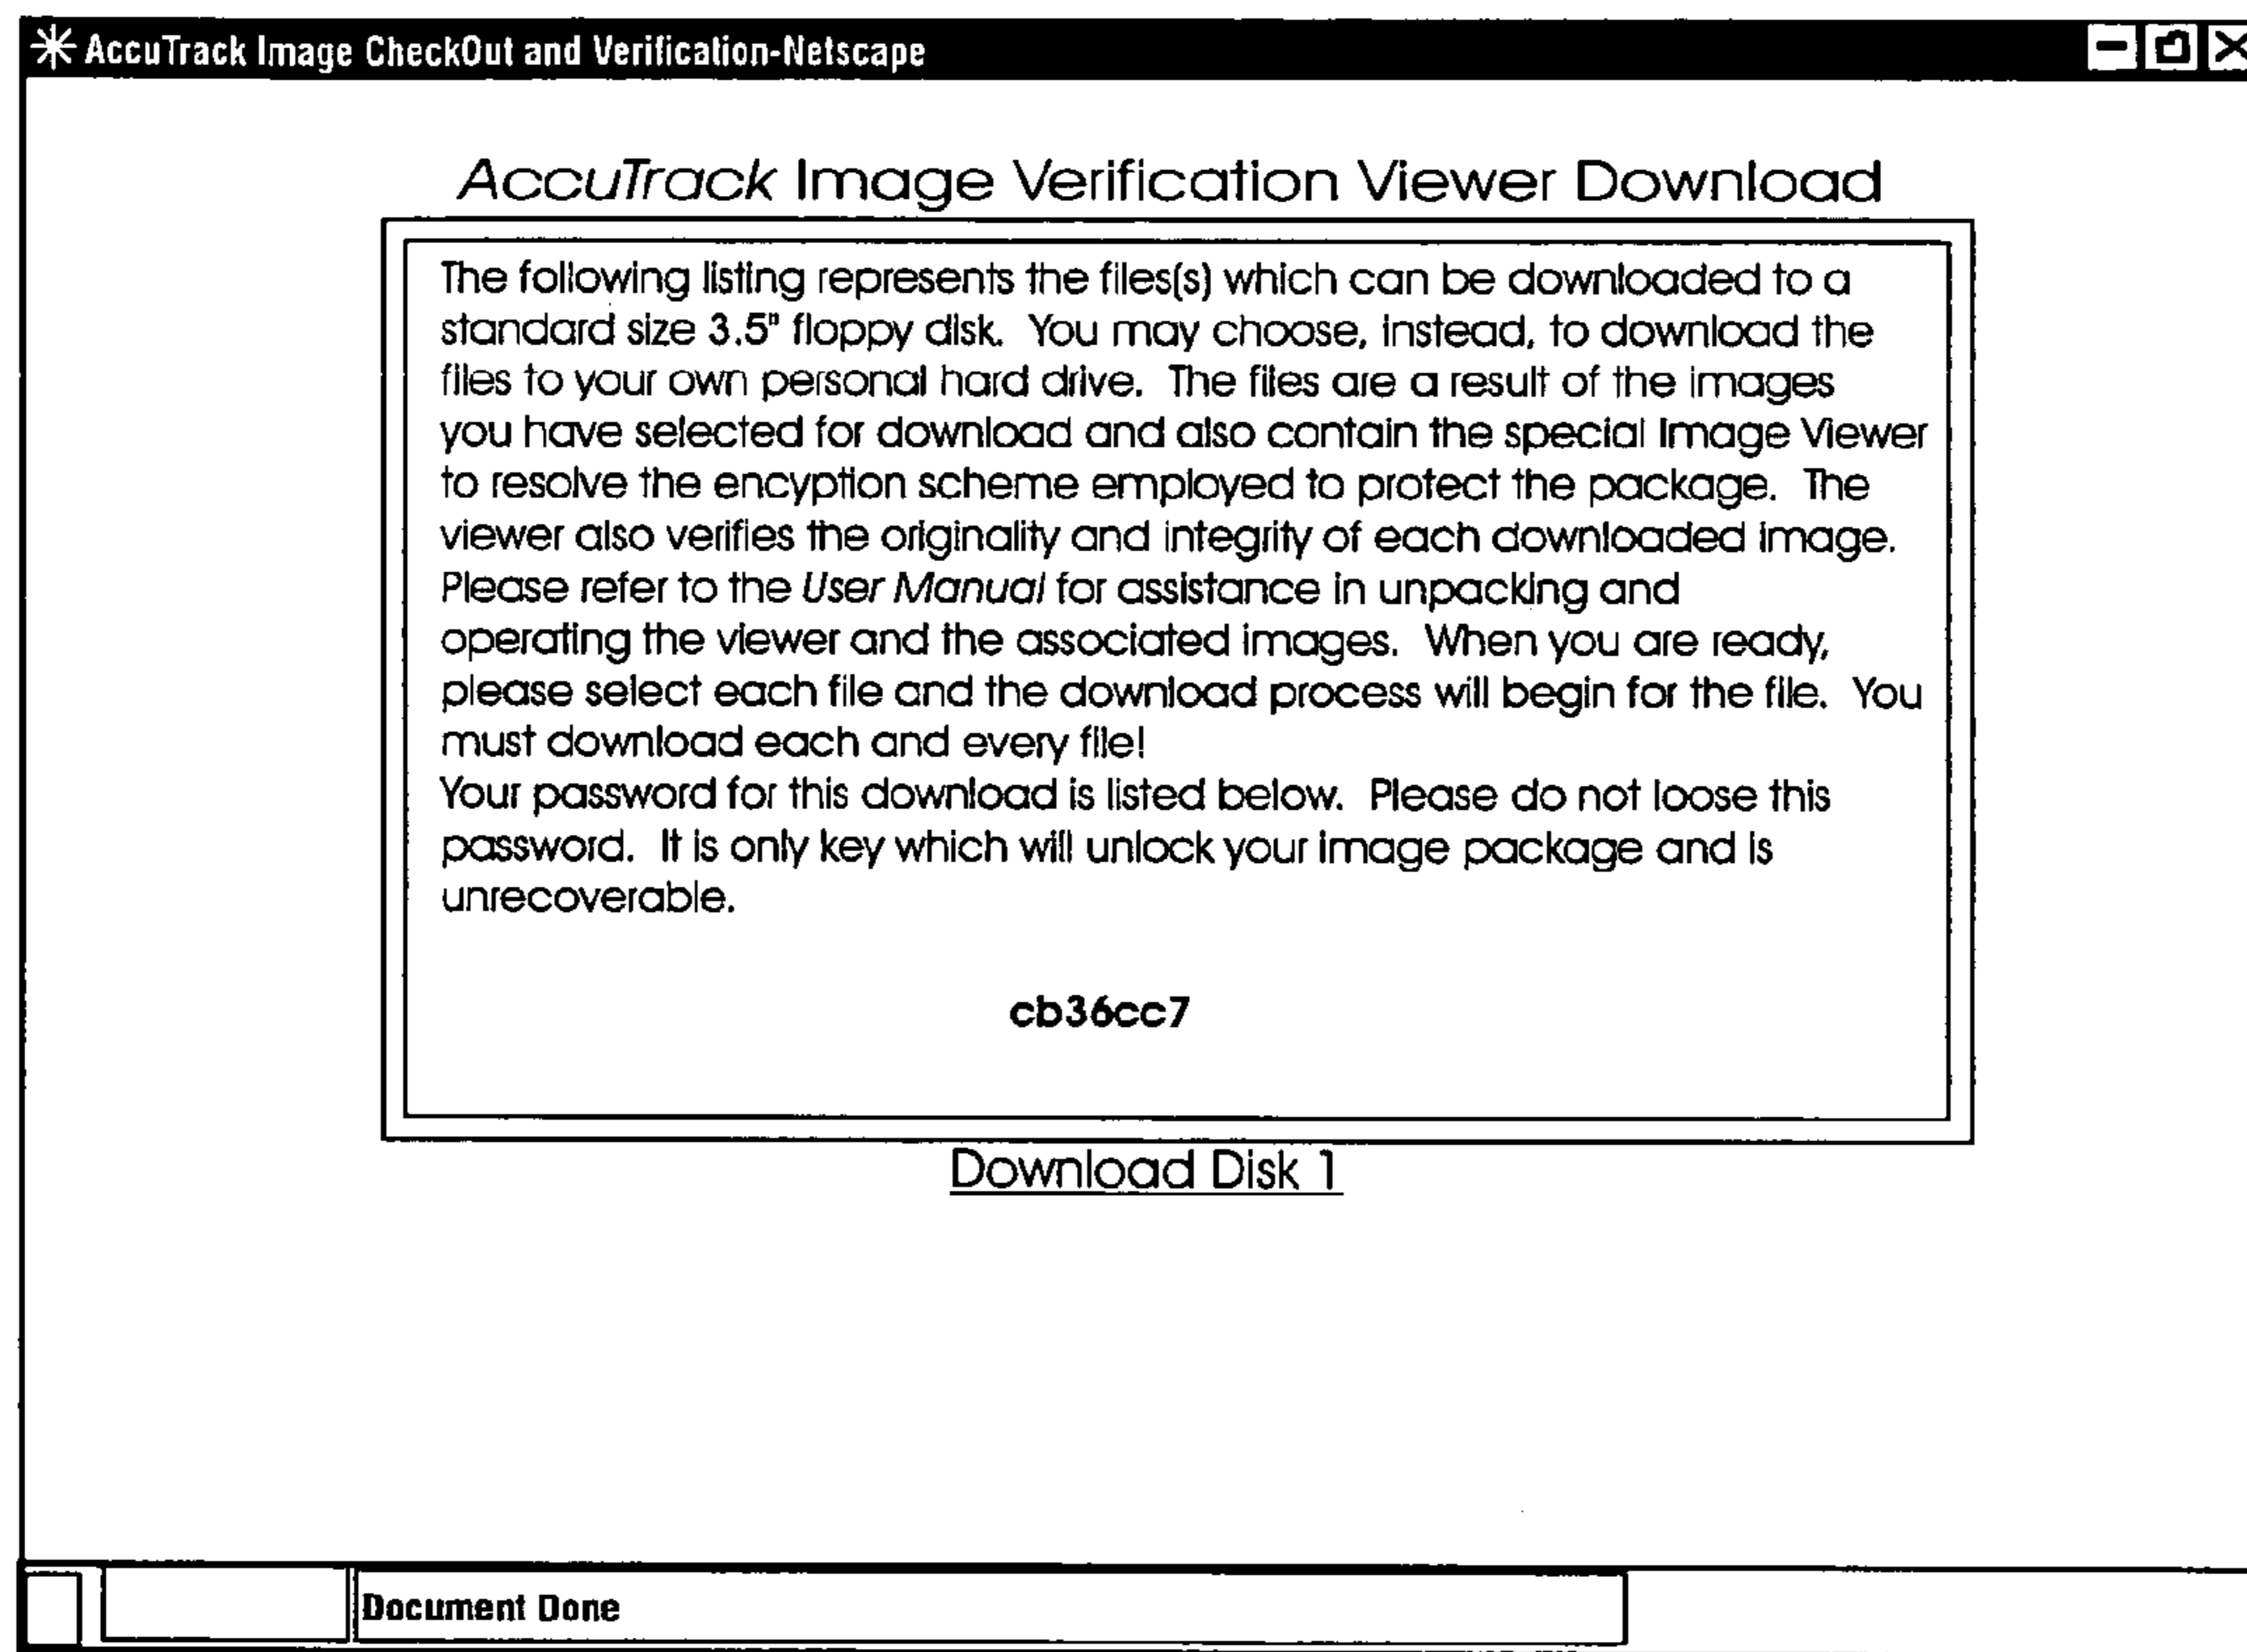 AccuTrack Image CheckOut and Verification-Netscape
AccuTrack Image Verification Viewer Download
The following listing represents the files(s) which can be downloaded to a
standard size 3.5" floppy disk. You may choose, instead, to download the
files to your own personal hard drive. The files are a result of the images
you have selected for download and also contain the special Image Viewer
to resolve the encyption scheme employed to protect the package. The
viewer also verifies the originality and integrity of each downloaded image.
Please refer to the User Manual for assistance in unpacking and
operating the viewer and the associated images. When you are ready,
please select each file and the download process will begin for the file. You
must download each and every file!
Your password for this download is listed below. Please do not loose this
password. It is only key which will unlock your image package and is
unrecoverable.
cb36cc7
Download Disk 1
Document Done